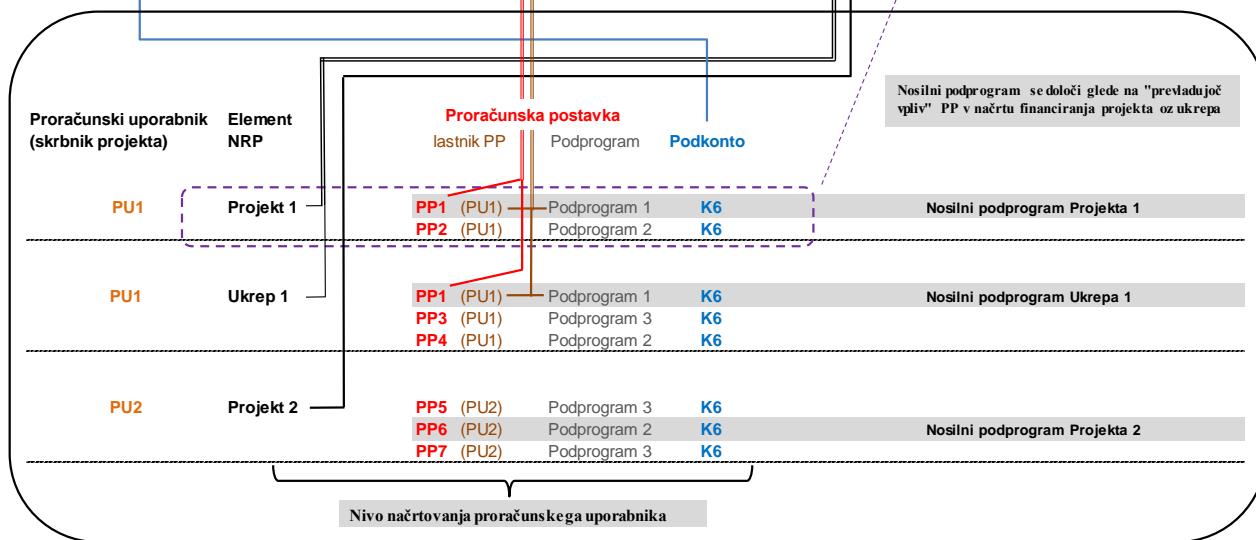 Nosilni podprogram se določi glede na "prevladujoč
vpliv" PP v načrtu financiranja projekta oz ukrepa
Proračunski uporabnik
(skrbnik projekta)
Element
NRP
Proračunska postavka
lastnik PP Podprogram Podkonto
PU1 Projekt 1 PP1 (PU1) Podprogram 1 K6 Nosilni podprogram Projekta 1
PP2 (PU1) Podprogram 2 K6
PU1 Ukrep 1 PP1 (PU1) Podprogram 1 K6 Nosilni podprogram Ukrepa 1
PP3 (PU1) Podprogram 3 K6
PP4 (PU1) Podprogram 2 K6
PU2 Projekt 2 PP5 (PU2) Podprogram 3 K6
PP6 (PU2) Podprogram 2 K6 Nosilni podprogram Projekta 2
PP7 (PU2) Podprogram 3 K6
Nivo načrtovanja proračunskega uporabnika